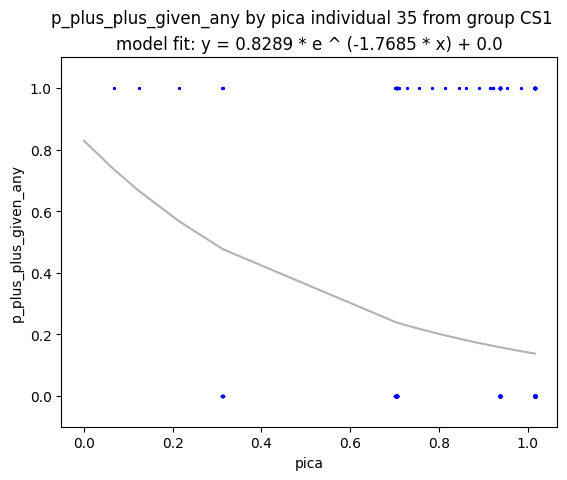 p_plus_plus_given_any by pica individual 35 from group CS1
model fit: y = 0.8289 * e ^ (-1.7685 * x) + 0.0
1.0
0.8
0.6
0.4
0.2
0.0
p_plus_plus_given_any
0.0 0.2 0.4 0.6 0.8 1.0
pica